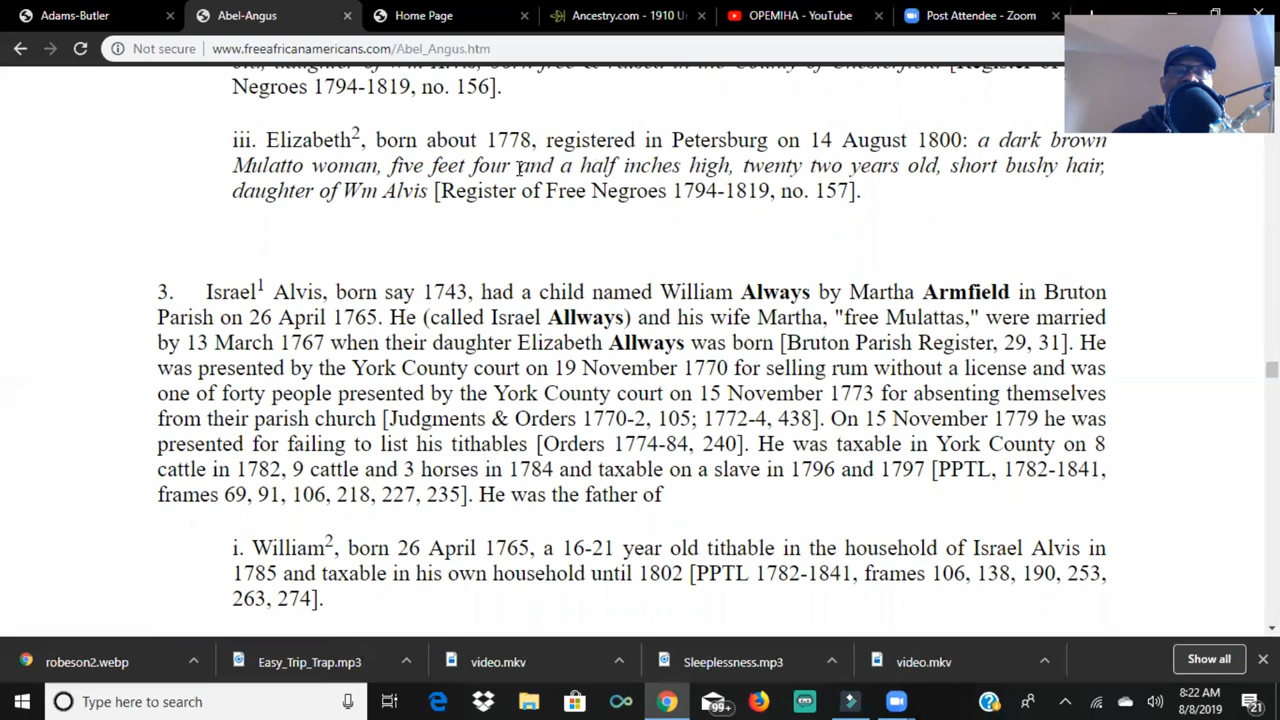 Adams-Butler
Abel-Angus
Home Page
Ancestry.com - 1910 U
OPEMIHA - YouTube
Post Attendee - Zoom
Not secure
www.freeafricanamericans.com/Abel_Angus.htm
Negroes 1794-1819, no. 156].
iii. Elizabeth2, born about 1778, registered in Petersburg on 14 August 1800: a dark brown
Mulatto woman, five feet four and a half inches high, twenty two years old, short bushy hair,
daughter of Wm Alvis [Register of Free Negroes 1794-1819, no. 157].
3. Israel1 Alvis, born say 1743, had a child named William Always by Martha Armfield in Bruton
Parish on 26 April 1765. He (called Israel Allways) and his wife Martha, "free Mulattas," were married
by 13 March 1767 when their daughter Elizabeth Allways was born [Bruton Parish Register, 29, 31]. He
was presented by the York County court on 19 November 1770 for selling rum without a license and was
one of forty people presented by the York County court on 15 November 1773 for absenting themselves
from their parish church [Judgments & Orders 1770-2, 105; 1772-4, 438]. On 15 November 1779 he was
presented for failing to list his tithables [Orders 1774-84, 240]. He was taxable in York County on 8
cattle in 1782, 9 cattle and 3 horses in 1784 and taxable on a slave in 1796 and 1797 [PPTL, 1782-1841,
frames 69, 91, 106, 218, 227, 235]. He was the father of
i. William2, born 26 April 1765, a 16-21 year old tithable in the household of Israel Alvis in
1785 and taxable in his own household until 1802 [PPTL 1782-1841, frames 106, 138, 190, 253,
263, 274].
robeson2.webp
Easy_Trip_Trap.mp3
video.mkv
Sleeplessness.mp3
video.mkv
Show all
Type here to search
99+
8:22 AM
8/8/2019
21